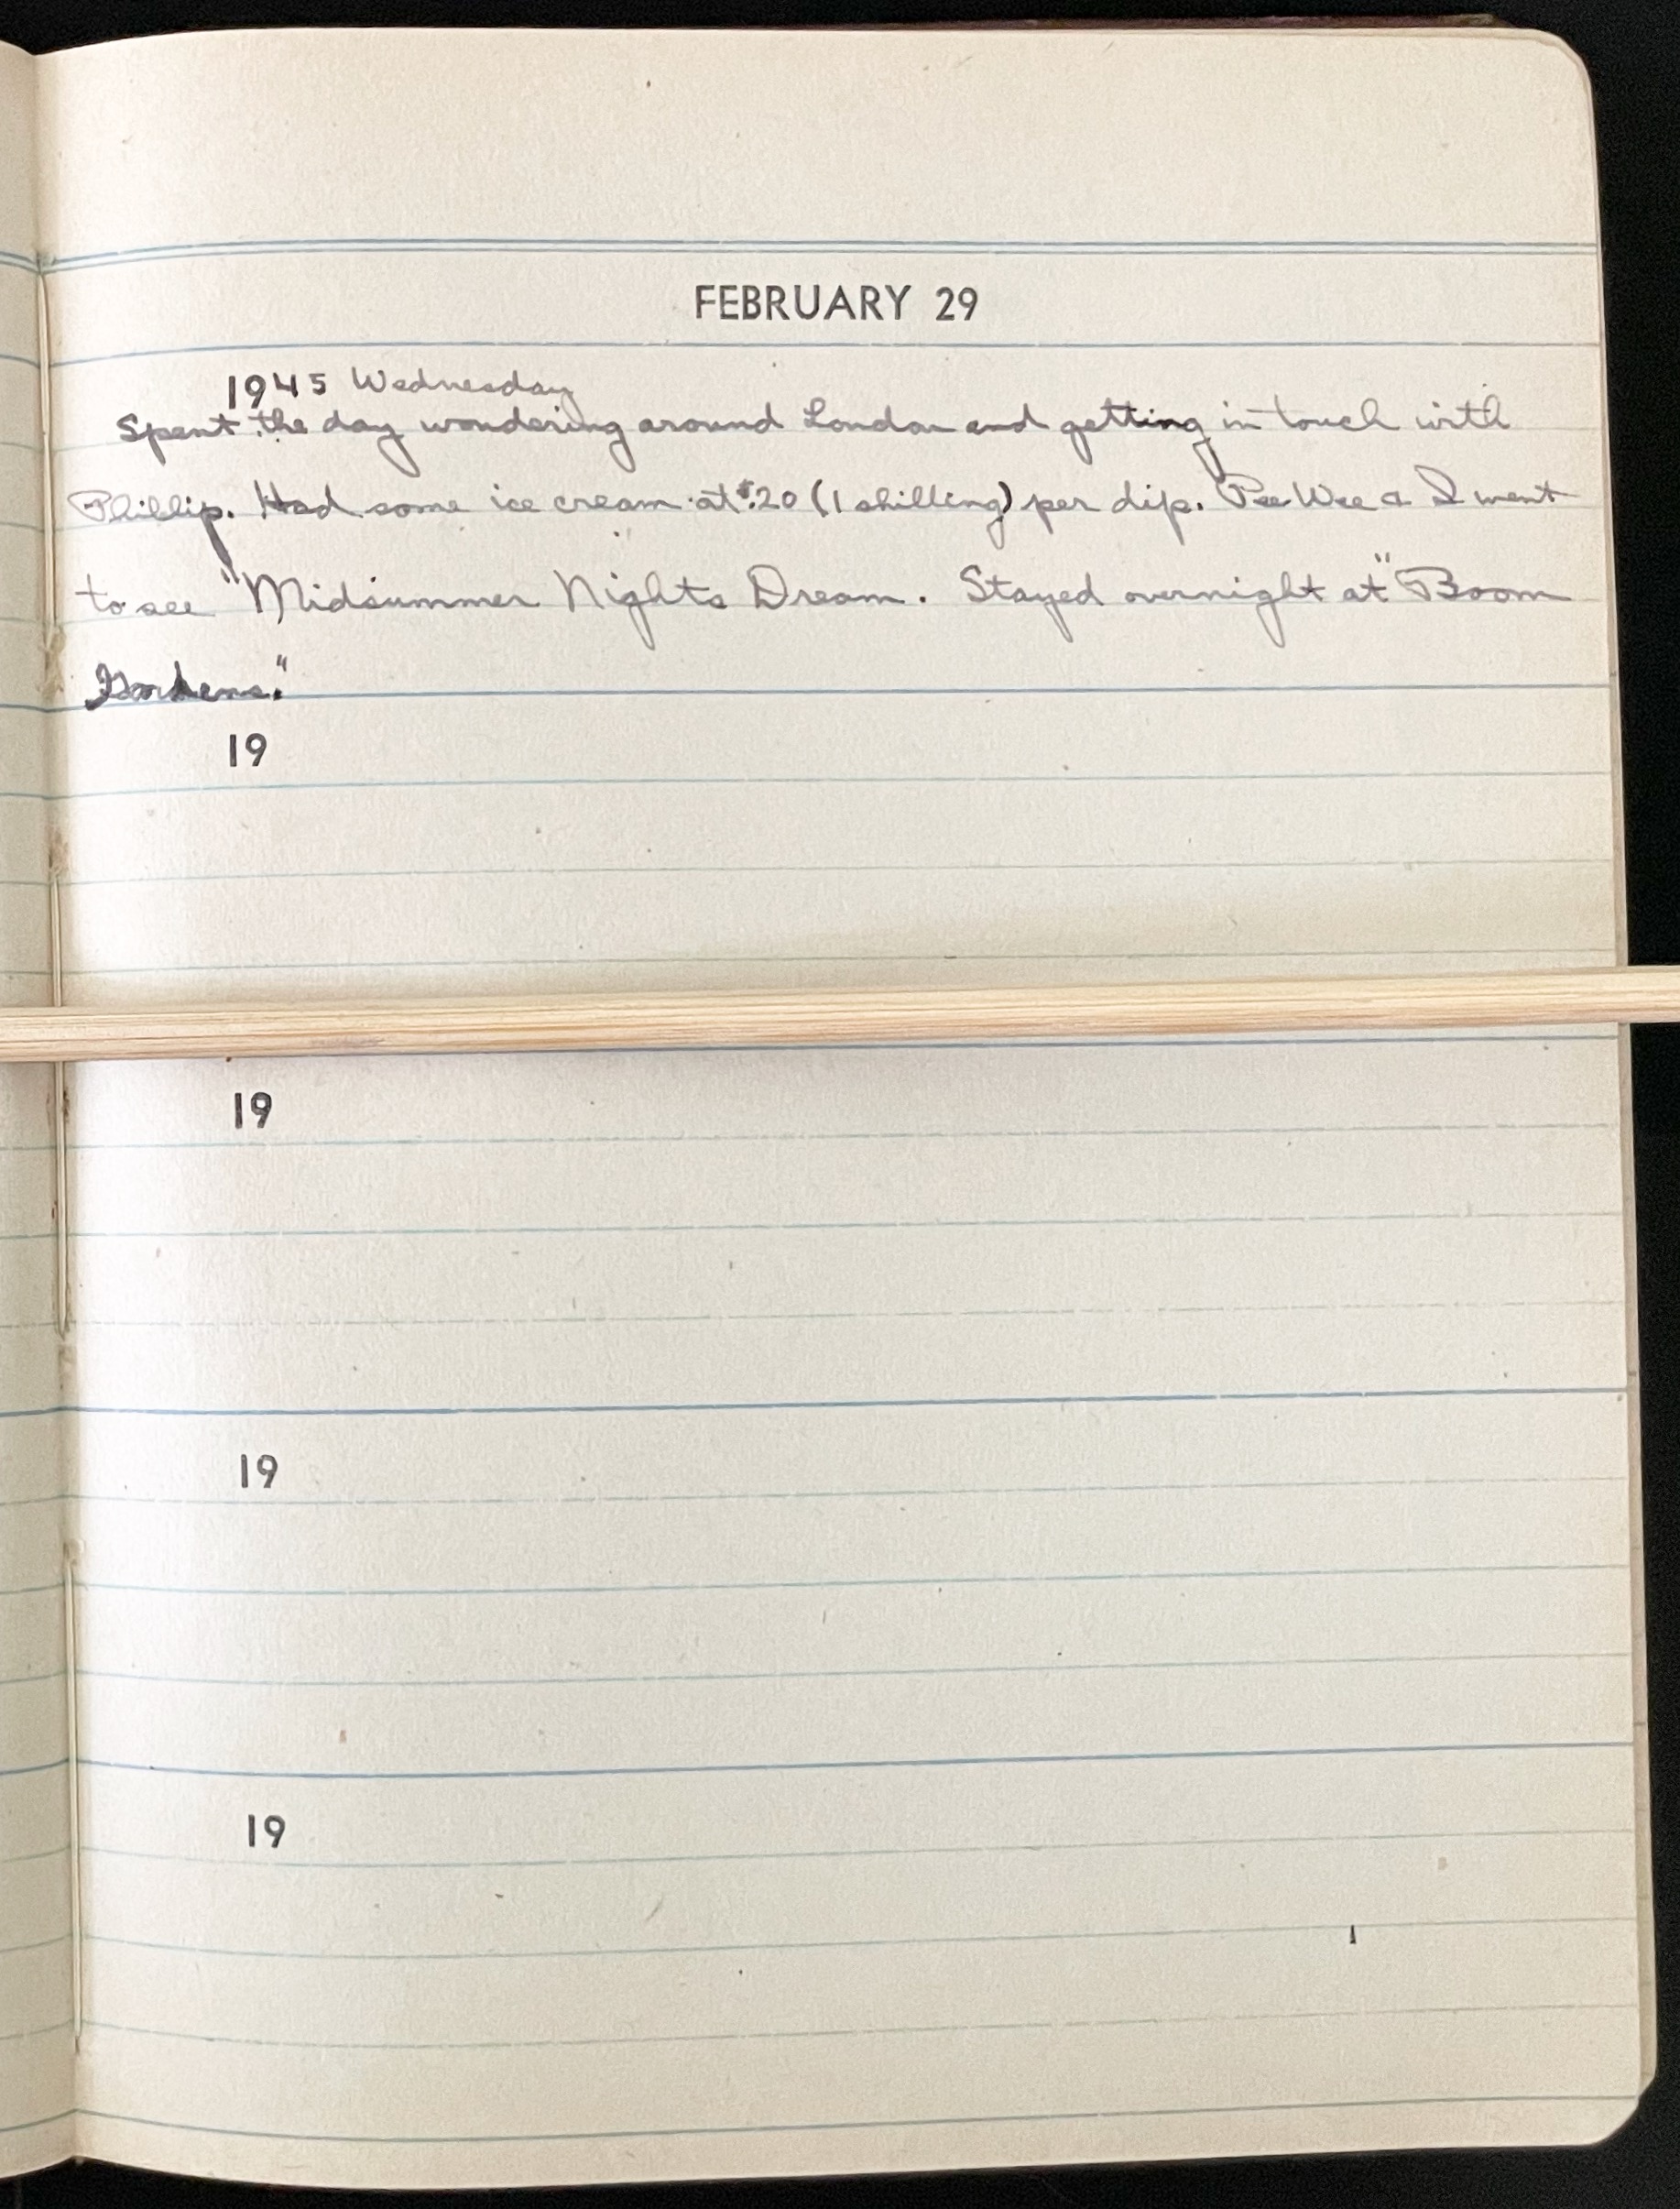 FEBRUARY 29
1945 Wednesday
Spent the day wondering around London and getting in touch with
Phillip. Had some ice cream at $.20 (1 shilling) per dip. Pee Wee & I went
to see "Midsummer Nights Dream. Stayed overnight at "Boom
Gardens."
19
19
19
19